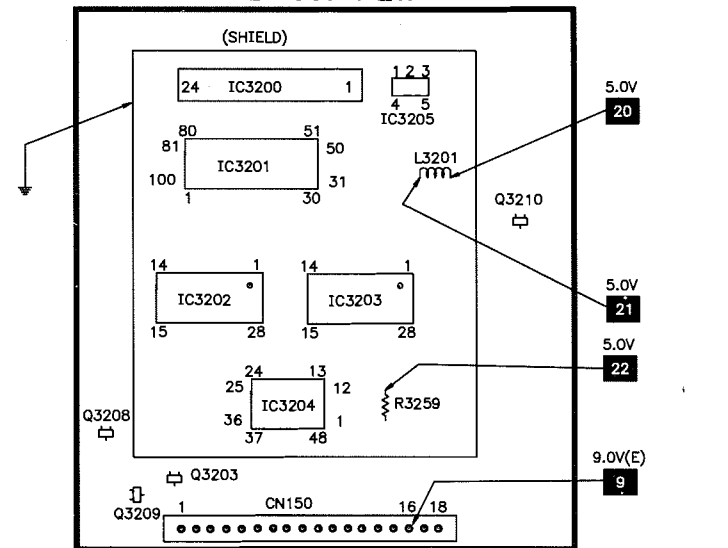 (SHIELD)
24 IC3200 1
1 2 3
4 5
IC3205
5.0V
20
80 51
81 50
IC3201
100 31
1 30
L3201
Q3210
14 1
IC3202
15 28
14 1
IC3203
15 28
5.0V
21
5.0V
22
24 13
25 12
IC3204
36 1
37 48
R3259
Q3208
Q3203
Q3209
9.0V(E)
9
1 CN150 16 18